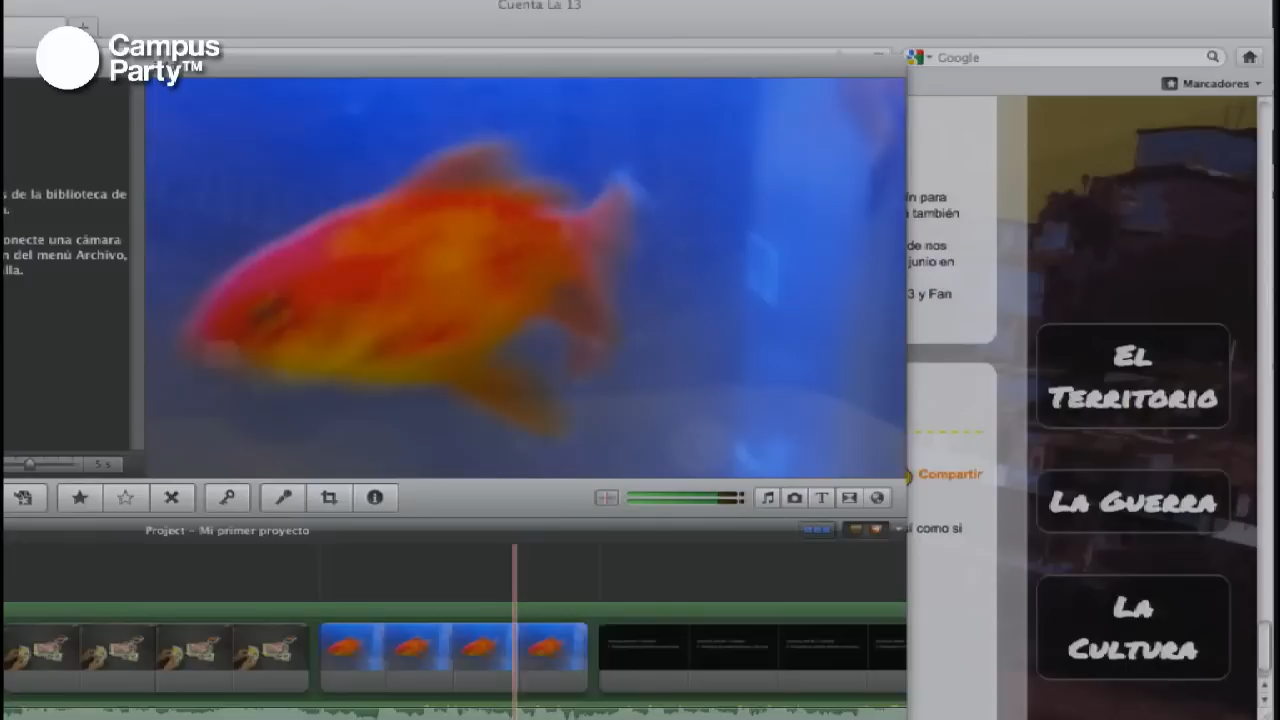 Cuenta La 13
Campus
Party™
Google
Marcadores
s de la biblioteca de
a.
onecte una cámara
n del menú Archivo,
lla.
ín para
también
de nos
junio en
3 y Fan
El
Territorio
La Guerra
La
Cultura
5 s
Compartir
como si
Project - Mi primer proyecto